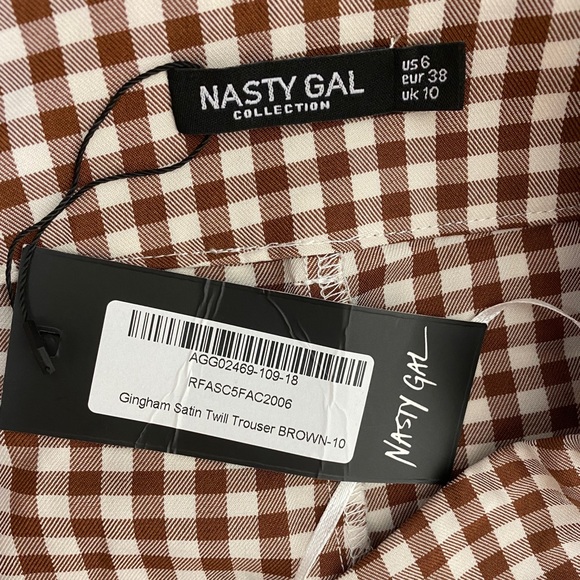 NASTY GAL
COLLECTION
us 6
eur 38
uk 10
AGG02469-109-18
RFASC5FAC2006
Gingham Satin Twill Trouser BROWN-10
NASTY GAL